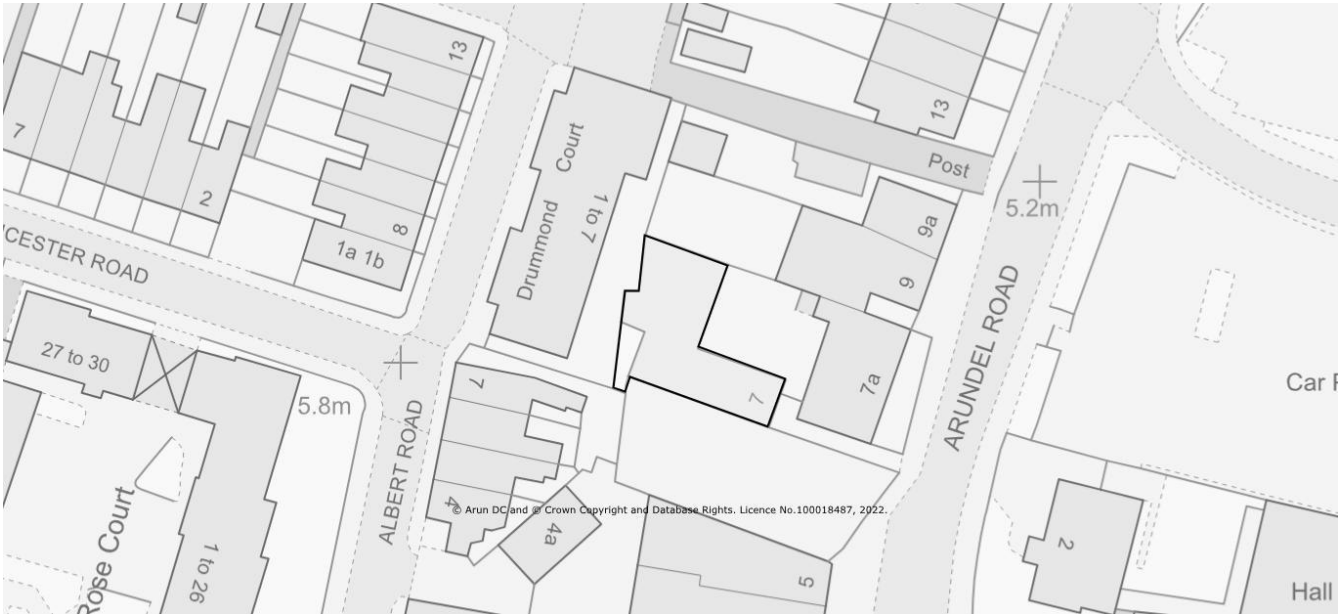 13
7
2
8
1a 1b
CESTER ROAD
Drummond Court
1 to 7
Post
13
9a
9
5.2m
ARUNDEL ROAD
7a
7
Car
27 to 30
5.8m
ALBERT ROAD
7
4
4a
© Arun DC and © Crown Copyright and Database Rights. Licence No.100018487, 2022.
Rose Court
1 to 26
5
2
Hall